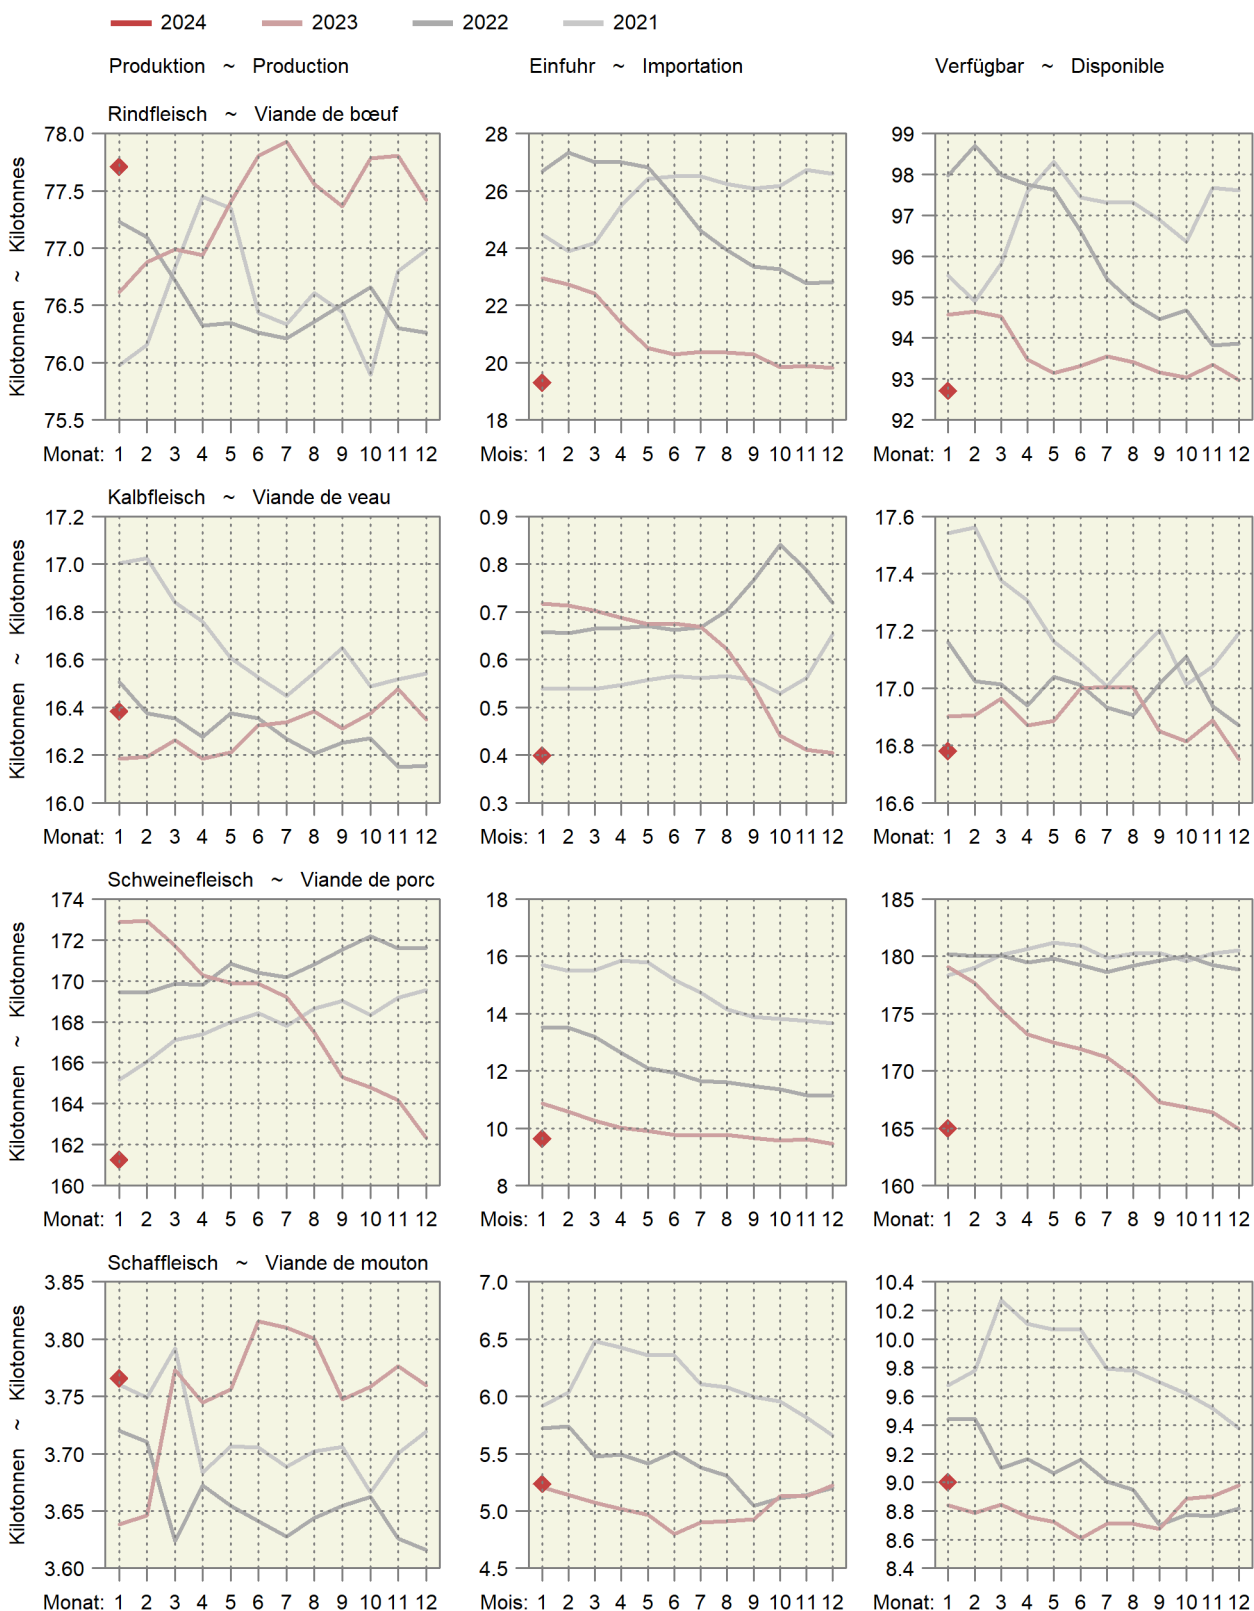 2024 2023 2022 2021
Produktion ~ Production Einfuhr ~ Importation Verfügbar ~ Disponible
Rindfleisch ~ Viande de bœuf
Kilotonnen ~ Kilotonnes
78.0 28 99
98
77.5 26 97
77.0 24 96
76.5 22 95
94
76.0 20 93
75.5 18 92
Monat: 1 2 3 4 5 6 7 8 9 10 11 12 Mois: 1 2 3 4 5 6 7 8 9 10 11 12 Monat: 1 2 3 4 5 6 7 8 9 10 11 12
Kalbfleisch ~ Viande de veau
Kilotonnen ~ Kilotonnes
17.2 0.9 17.6
17.0 0.8 17.4
16.8 0.7 17.2
16.6 0.6 17.0
16.4 0.5
16.2 0.4 16.8
16.0 0.3 16.6
Monat: 1 2 3 4 5 6 7 8 9 10 11 12 Mois: 1 2 3 4 5 6 7 8 9 10 11 12 Monat: 1 2 3 4 5 6 7 8 9 10 11 12
Schweinefleisch ~ Viande de porc
Kilotonnen ~ Kilotonnes
174 18 185
172 16 180
170 14 175
168
166 12 170
164
162 10 165
160 8 160
Monat: 1 2 3 4 5 6 7 8 9 10 11 12 Mois: 1 2 3 4 5 6 7 8 9 10 11 12 Monat: 1 2 3 4 5 6 7 8 9 10 11 12
Schaffleisch ~ Viande de mouton
Kilotonnen ~ Kilotonnes
3.85 7.0 10.4
10.2
3.80 6.5 10.0
9.8
3.75 6.0 9.6
9.4
3.70 5.5 9.2
9.0
3.65 5.0 8.8
8.6
3.60 4.5 8.4
Monat: 1 2 3 4 5 6 7 8 9 10 11 12 Mois: 1 2 3 4 5 6 7 8 9 10 11 12 Monat: 1 2 3 4 5 6 7 8 9 10 11 12